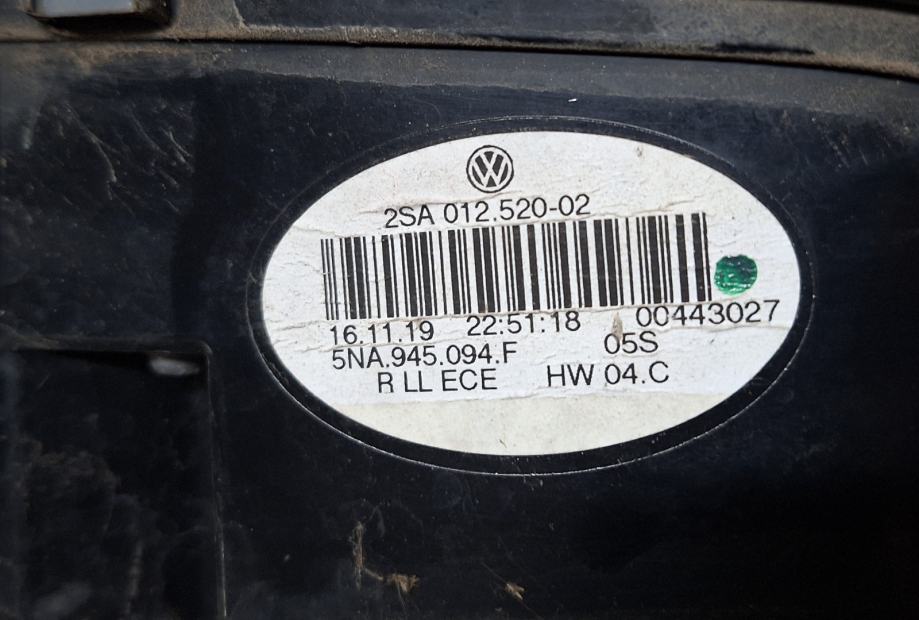 2SA 012.520-02
16.11.19 22:51:18 00443027
5NA.945.094.F 05S
R LL ECE HW 04.C